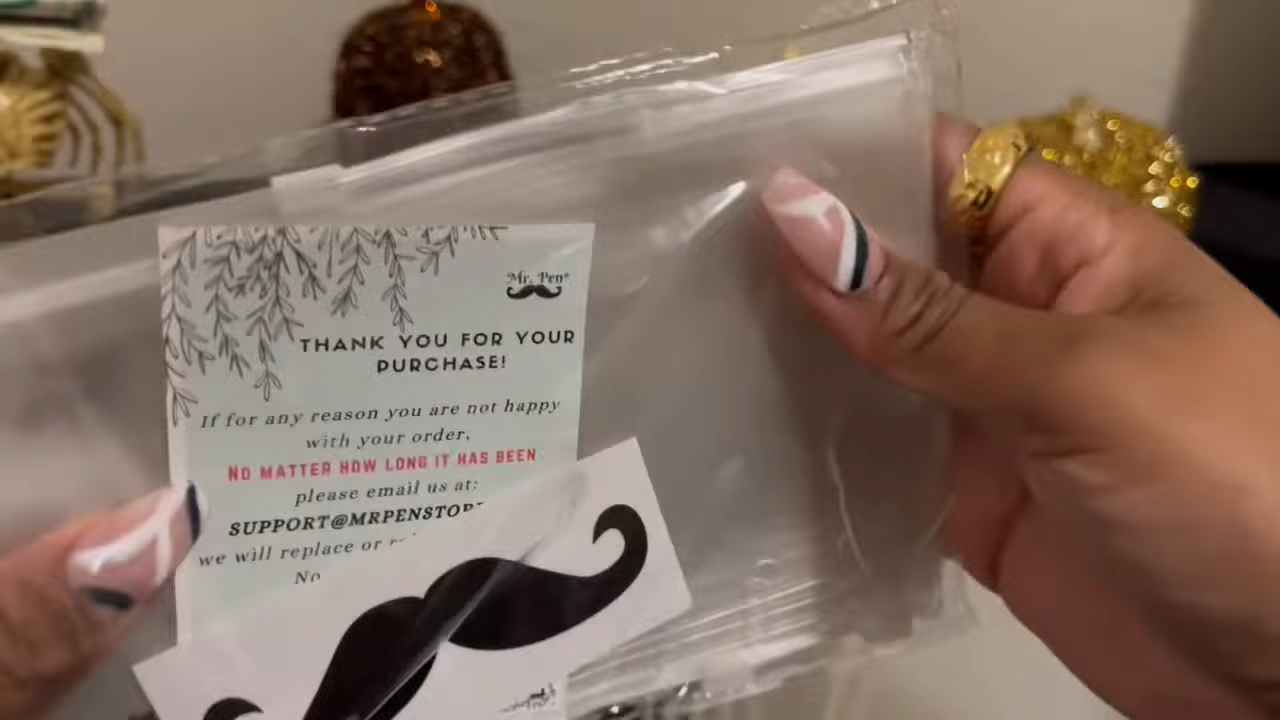 Mr. Pen®
THANK YOU FOR YOUR
PURCHASE!
If for any reason you are not happy
with your order,
NO MATTER HOW LONG IT HAS BEEN
please email us at:
SUPPORT@MRPENSTOR
we will replace or
No